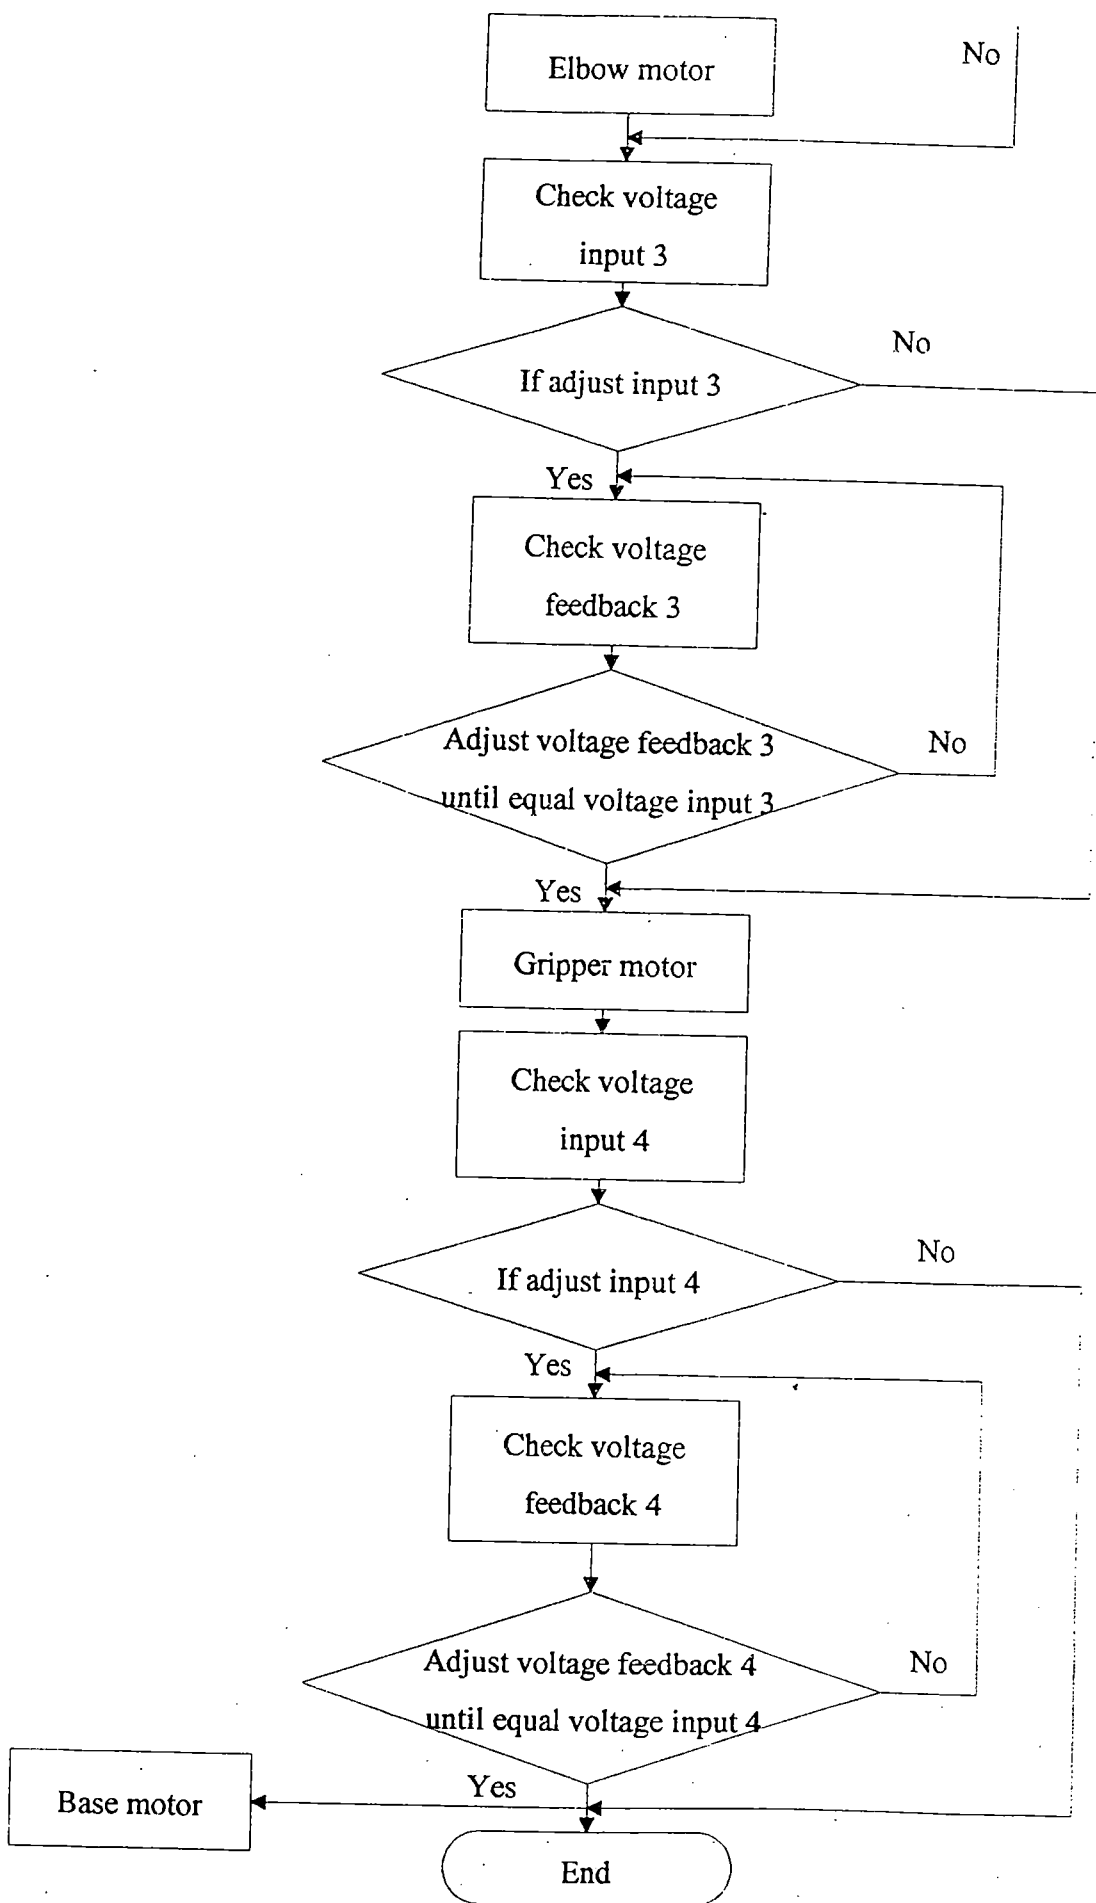 Elbow motor
No
Check voltage
input 3
No
If adjust input 3
Yes
Check voltage
feedback 3
Adjust voltage feedback 3
No
until equal voltage input 3
Yes
Gripper motor
Check voltage
input 4
No
If adjust input 4
Yes
Check voltage
feedback 4
Adjust voltage feedback 4
No
until equal voltage input 4
Yes
Base motor
End